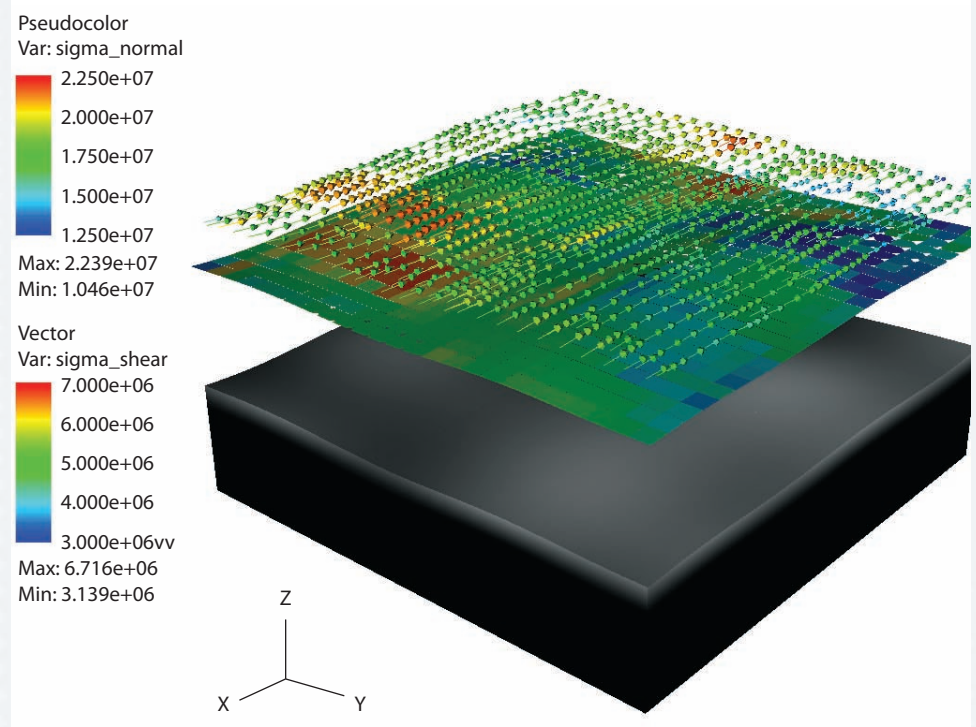 Pseudocolor
Var: sigma_normal
2.250e+07
2.000e+07
1.750e+07
1.500e+07
1.250e+07
Max: 2.239e+07
Min: 1.046e+07
Vector
Var: sigma_shear
7.000e+06
6.000e+06
5.000e+06
4.000e+06
3.000e+06vv
Max: 6.716e+06
Min: 3.139e+06
Z
X
Y